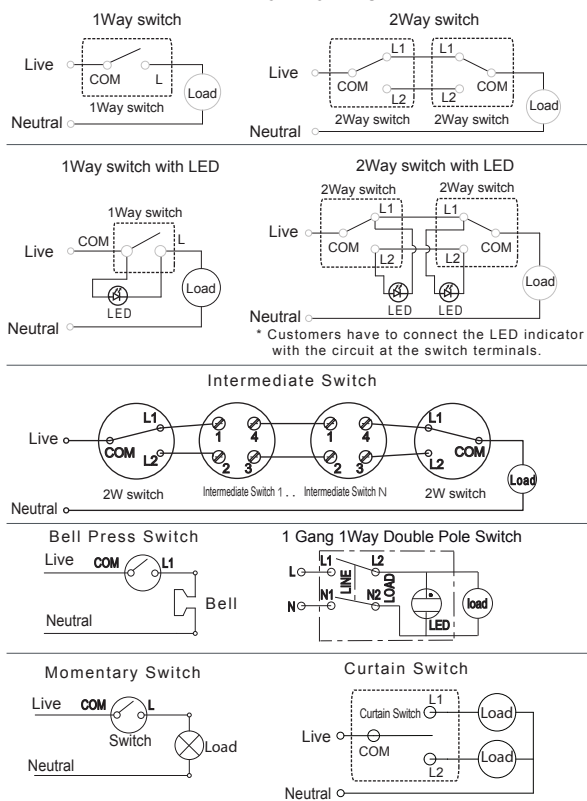 1Way switch
Live
COM
L
Load
1Way switch
Neutral
2Way switch
L1
L1
Live
COM
COM
Load
L2
L2
2Way switch
2Way switch
Neutral
1Way switch with LED
1Way switch
COM
L
Live
Load
LED
Neutral
2Way switch with LED
2Way switch
2Way switch
L1
L1
Live
COM
COM
L2
L2
Load
LED
LED
Neutral
* Customers have to connect the LED indicator
with the circuit at the switch terminals.
Intermediate Switch
L1
1
4
1
4
L1
Live
COM
COM
L2
2
3
2
3
L2
Load
2W switch
Intermediate Switch 1 . . Intermediate Switch N
2W switch
Neutral
Bell Press Switch
Live
COM
L1
Bell
Neutral
1 Gang 1Way Double Pole Switch
L1
L2
L
LINE
LOAD
N1
N2
N
load
LED
Momentary Switch
Live
COM
L
Switch
Load
Neutral
Curtain Switch
L1
Curtain Switch
Load
Live
COM
Load
L2
Neutral